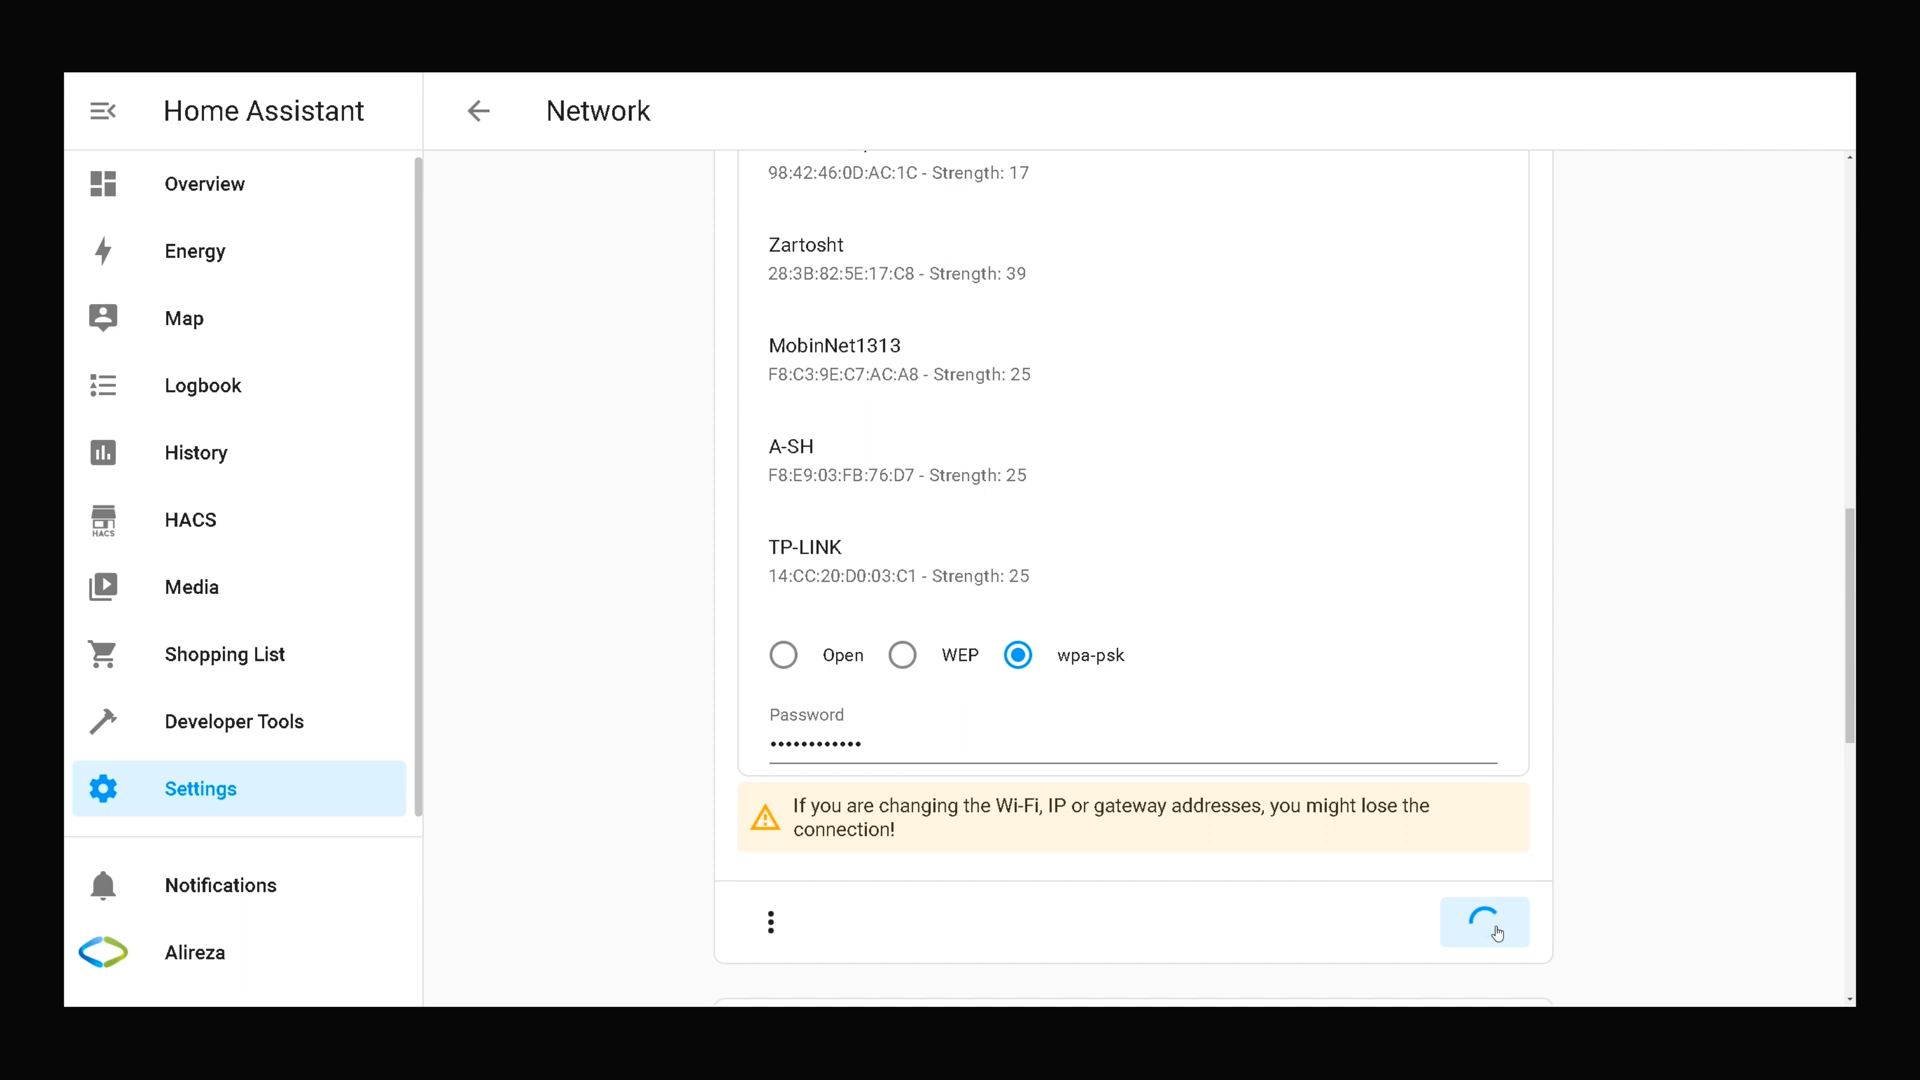 Home Assistant
Network
Overview
Energy
Map
Logbook
History
HACS
HACS
Media
Shopping List
Developer Tools
Settings
Notifications
Alireza
98:42:46:0D:AC:1C - Strength: 17
Zartosht
28:3B:82:5E:17:C8 - Strength: 39
MobinNet1313
F8:C3:9E:C7:AC:A8 - Strength: 25
A-SH
F8:E9:03:FB:76:D7 - Strength: 25
TP-LINK
14:CC:20:D0:03:C1 - Strength: 25
Open WEP wpa-psk
Password
••••••••••••
If you are changing the Wi-Fi, IP or gateway addresses, you might lose the
connection!